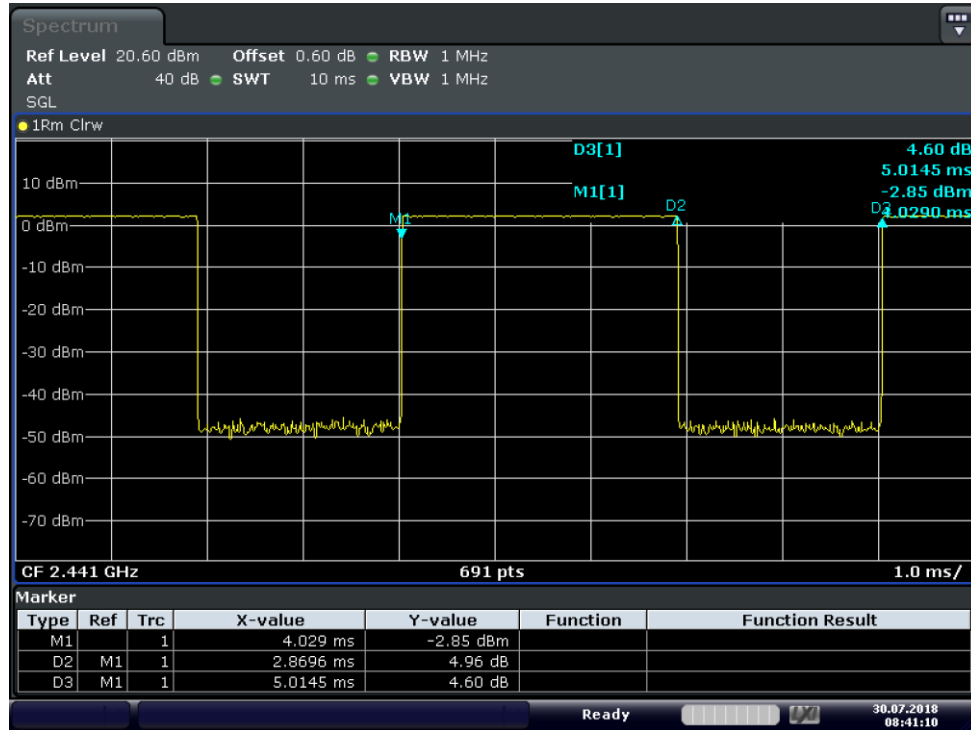 Spectrum
Ref Level 20.60 dBm Offset 0.60 dB RBW 1 MHz
Att 40 dB SWT 10 ms VBW 1 MHz
SGL
1Rm Clrw
D3[1] 4.60 dB
5.0145 ms
10 dBm
M1[1] -2.85 dBm
4.0290 ms
M1
D2
D3
0 dBm
-10 dBm
-20 dBm
-30 dBm
-40 dBm
-50 dBm
-60 dBm
-70 dBm
CF 2.441 GHz 691 pts 1.0 ms/
Marker
Type Ref Trc X-value Y-value Function Function Result
M1 1 4.029 ms -2.85 dBm
D2 M1 1 2.8696 ms 4.96 dB
D3 M1 1 5.0145 ms 4.60 dB
Ready LXI 30.07.2018
08:41:10